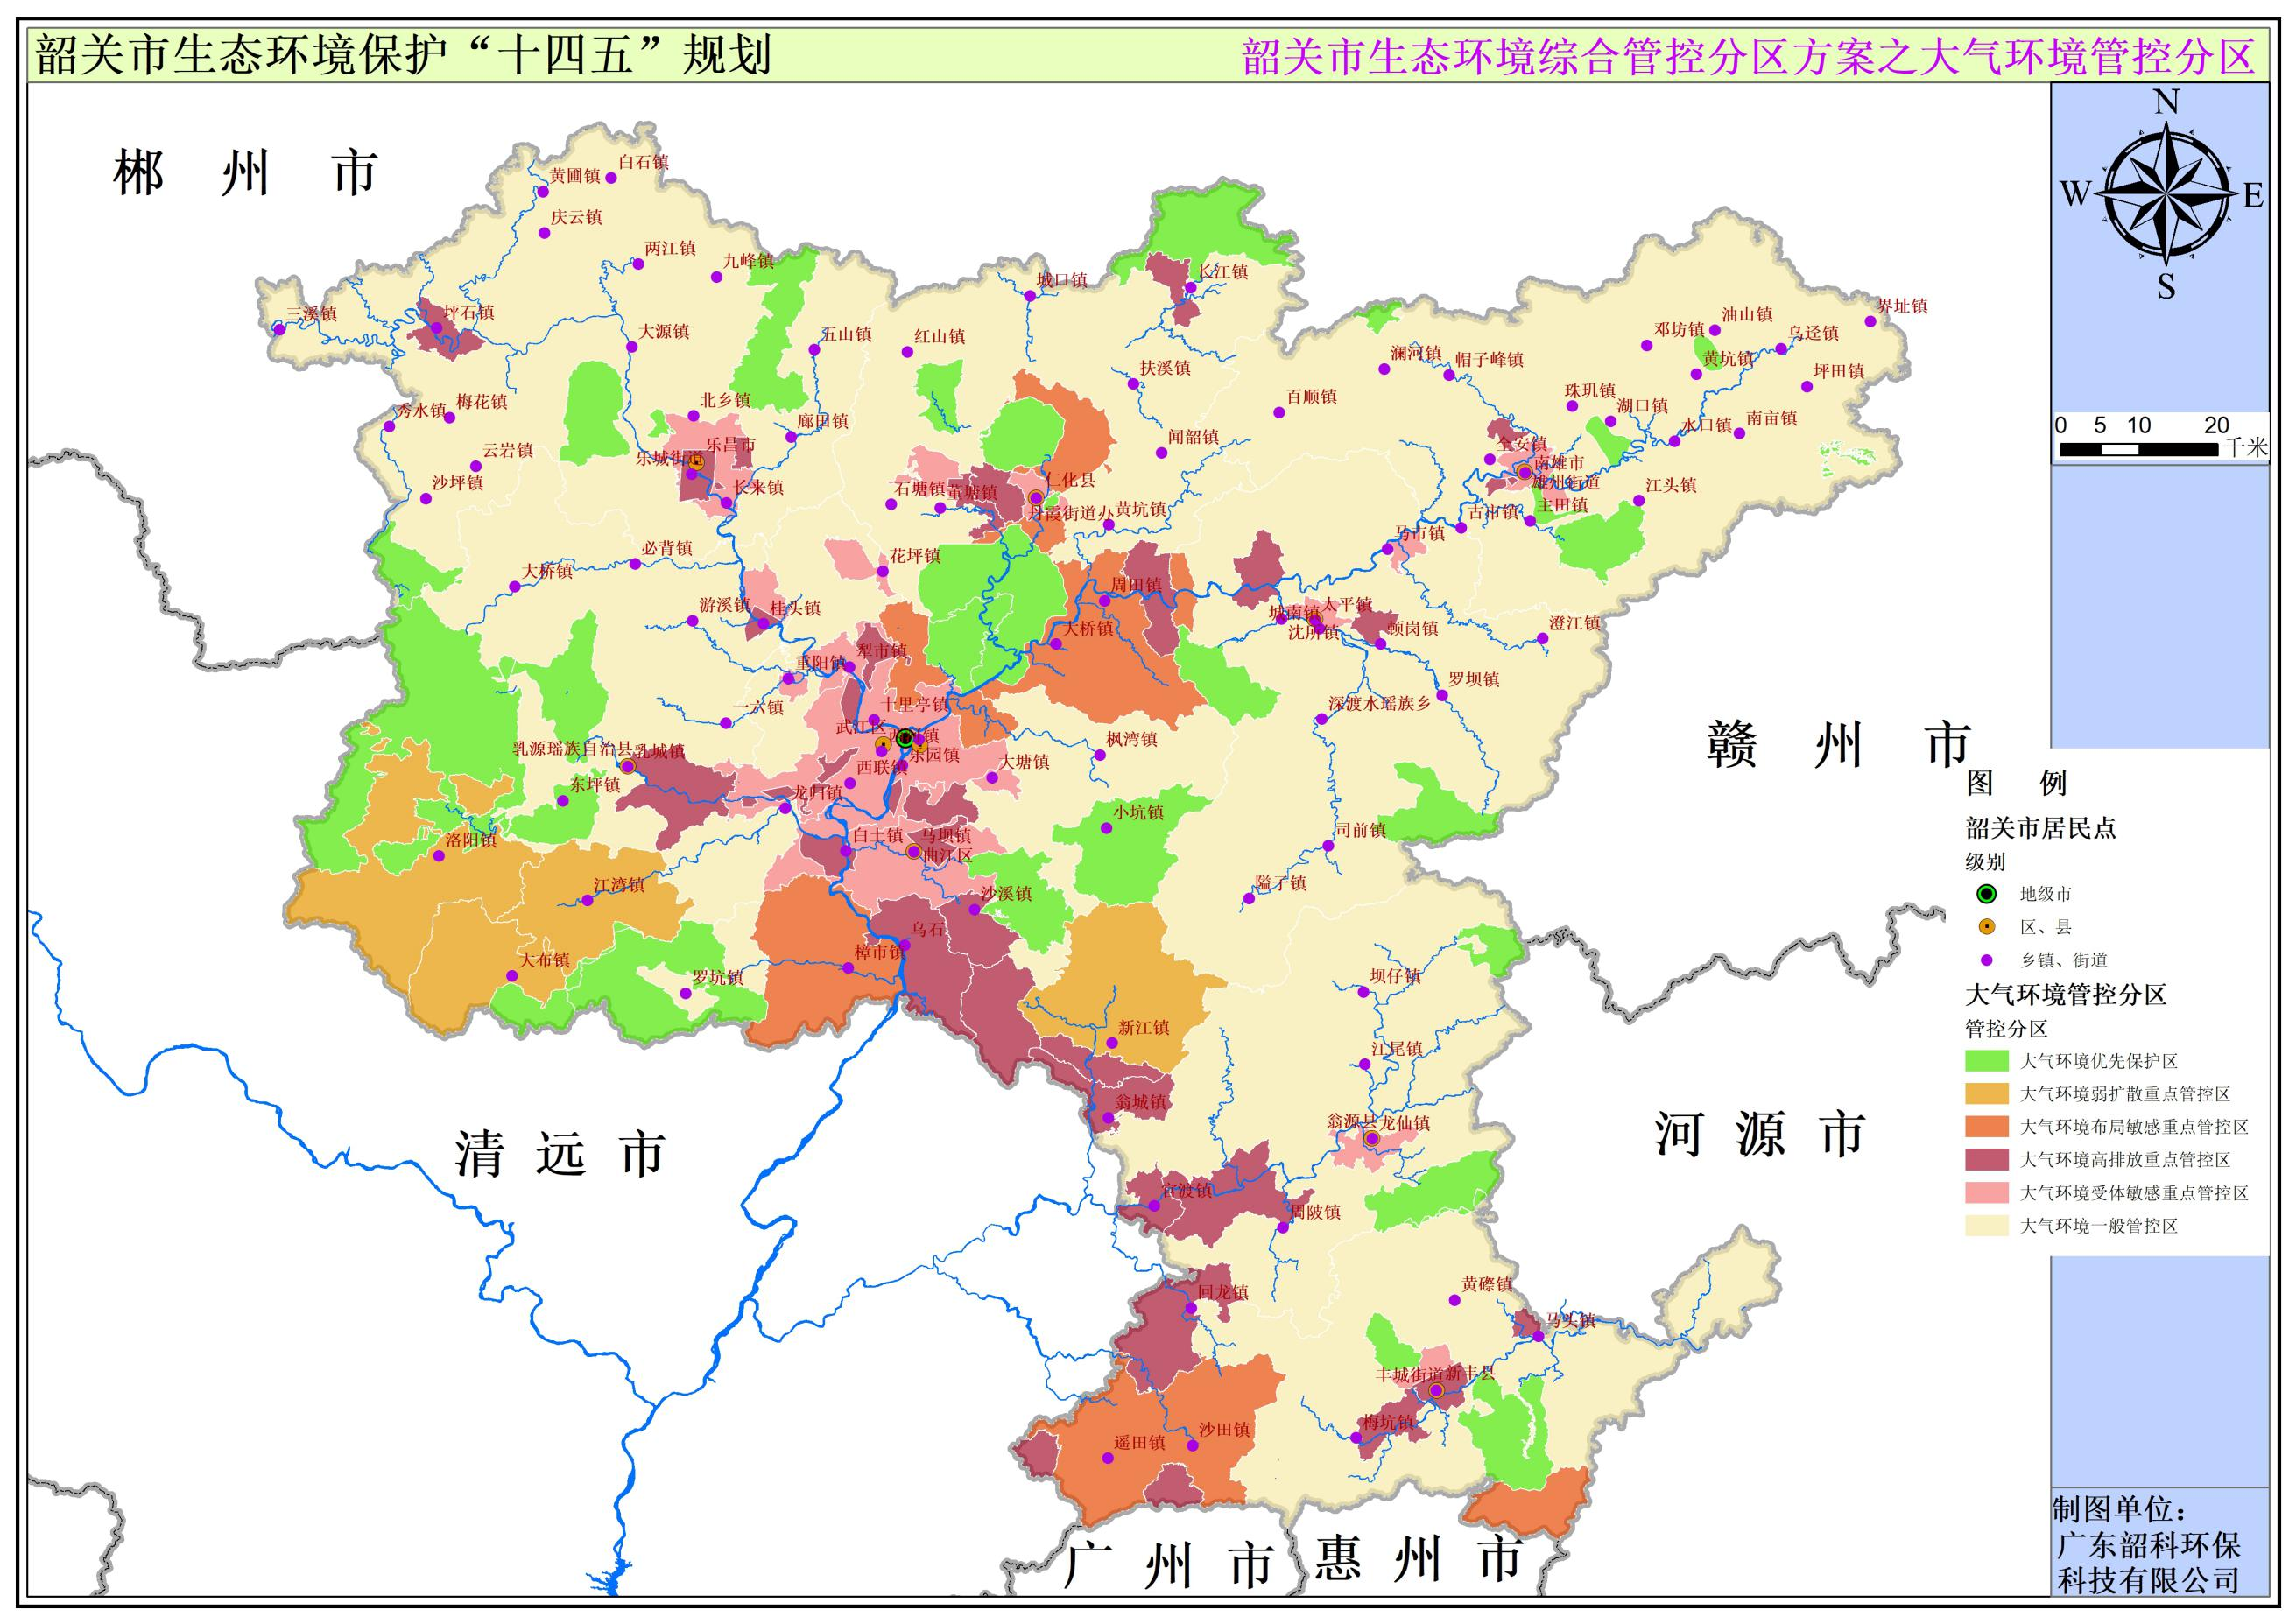 韶关市生态环境保护“十四五”规划
韶关市生态环境综合管控分区方案之大气环境管控分区
N
W
E
S
0 5 10 20
千米
郴州市
赣州市
河源市
清远市
广州市
惠州市
白石镇
黄圃镇
庆云镇
两江镇
九峰镇
三溪镇
坪石镇
大源镇
五山镇
红山镇
城口镇
长江镇
扶溪镇
百顺镇
澜河镇
帽子峰镇
邓坊镇
油山镇
界址镇
乌迳镇
黄坑镇
坪田镇
珠玑镇
湖口镇
水口镇
南亩镇
秀水镇
梅花镇
云岩镇
沙坪镇
北乡镇
廊田镇
乐昌市
乐城街道
长来镇
石塘镇
董塘镇
仁化县
丹霞街道办
黄坑镇
闻韶镇
全安镇
南雄市
雄州街道
江头镇
古市镇
主田镇
马市镇
必背镇
大桥镇
花坪镇
游溪镇
桂头镇
周田镇
大桥镇
城南镇
太平镇
沈所镇
顿岗镇
澄江镇
罗坝镇
犁市镇
重阳镇
一六镇
十里亭镇
武江区
乐园镇
西联镇
大塘镇
枫湾镇
深渡水瑶族乡
乳源瑶族自治县
乳城镇
东坪镇
龙归镇
洛阳镇
白土镇
马坝镇
曲江区
小坑镇
司前镇
隘子镇
江湾镇
沙溪镇
乌石
樟市镇
大布镇
罗坑镇
新江镇
坝仔镇
江尾镇
翁城镇
翁源县
龙仙镇
官渡镇
周陂镇
回龙镇
黄磜镇
马头镇
丰城街道
新丰县
梅坑镇
遥田镇
沙田镇
图例
韶关市居民点
级别
地级市
区、县
乡镇、街道
大气环境管控分区
管控分区
大气环境优先保护区
大气环境弱扩散重点管控区
大气环境布局敏感重点管控区
大气环境高排放重点管控区
大气环境受体敏感重点管控区
大气环境一般管控区
制图单位：
广东韶科环保
科技有限公司